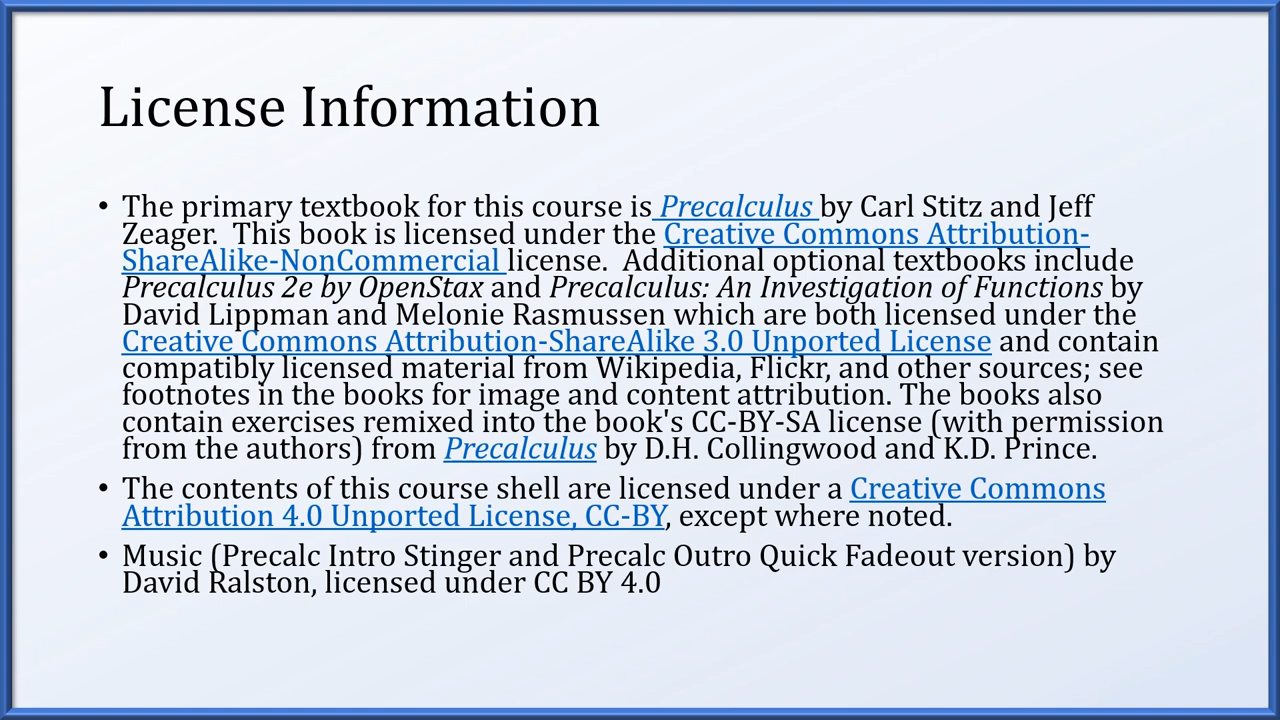 License Information
• The primary textbook for this course is Precalculus by Carl Stitz and Jeff
Zeager.  This book is licensed under the Creative Commons Attribution-
ShareAlike-NonCommercial license.  Additional optional textbooks include
Precalculus 2e by OpenStax and Precalculus: An Investigation of Functions by
David Lippman and Melonie Rasmussen which are both licensed under the
Creative Commons Attribution-ShareAlike 3.0 Unported License and contain
compatibly licensed material from Wikipedia, Flickr, and other sources; see
footnotes in the books for image and content attribution. The books also
contain exercises remixed into the book's CC-BY-SA license (with permission
from the authors) from Precalculus by D.H. Collingwood and K.D. Prince.
• The contents of this course shell are licensed under a Creative Commons
Attribution 4.0 Unported License, CC-BY, except where noted.
• Music (Precalc Intro Stinger and Precalc Outro Quick Fadeout version) by
David Ralston, licensed under CC BY 4.0